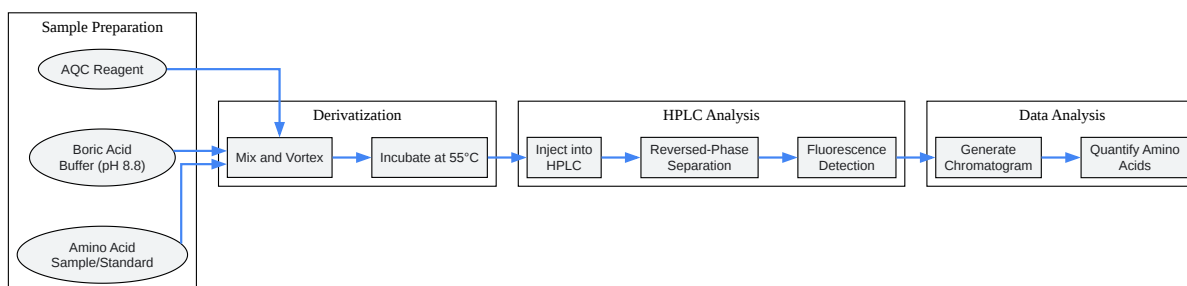 Sample Preparation
AQC Reagent
Boric Acid
Buffer (pH 8.8)
Amino Acid
Sample/Standard
Derivatization
Mix and Vortex
Incubate at 55°C
HPLC Analysis
Inject into
HPLC
Reversed-Phase
Separation
Fluorescence
Detection
Data Analysis
Generate
Chromatogram
Quantify Amino
Acids